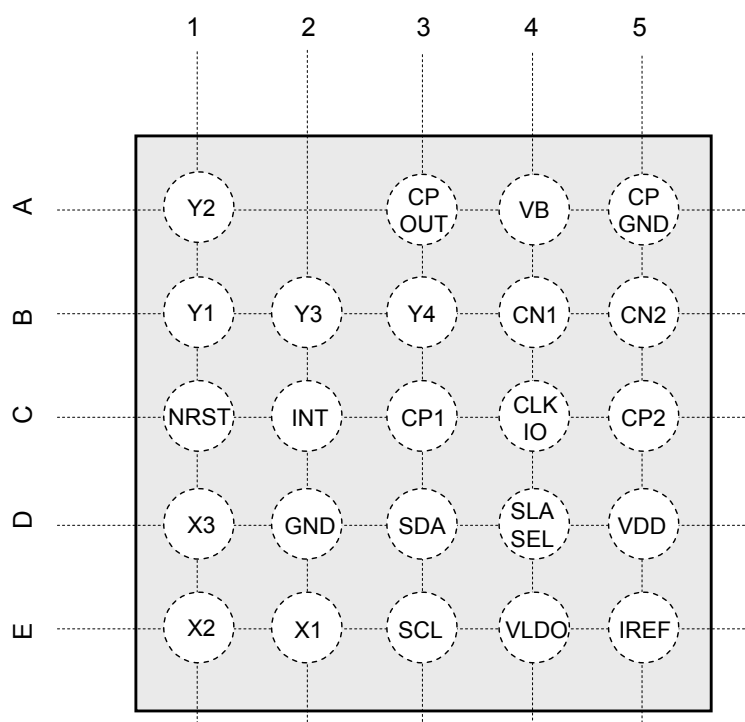 1 2 3 4 5
A Y2 CP OUT VB CP GND
B Y1 Y3 Y4 CN1 CN2
C NRST INT CP1 CLK IO CP2
D X3 GND SDA SLA SEL VDD
E X2 X1 SCL VLDO IREF